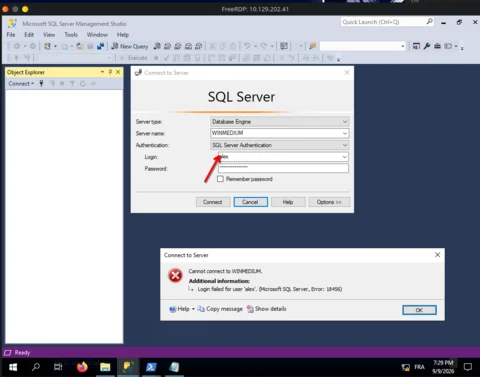 FreeRDP: 10.129.202.41
Microsoft SQL Server Management Studio
Quick Launch (Ctrl+Q)
File Edit View Tools Window Help
New Query
Execute
Object Explorer
Connect
Connect to Server
SQL Server
Server type: Database Engine
Server name: WINMEDIUM
Authentication: SQL Server Authentication
Login: alex
Password: **************
Remember password
Connect Cancel Help Options >>
Connect to Server
Cannot connect to WINMEDIUM.
Additional information:
Login failed for user 'alex'. (Microsoft SQL Server, Error: 18456)
Help Copy message Show details OK
Ready
FRA
7:29 PM
9/9/2026